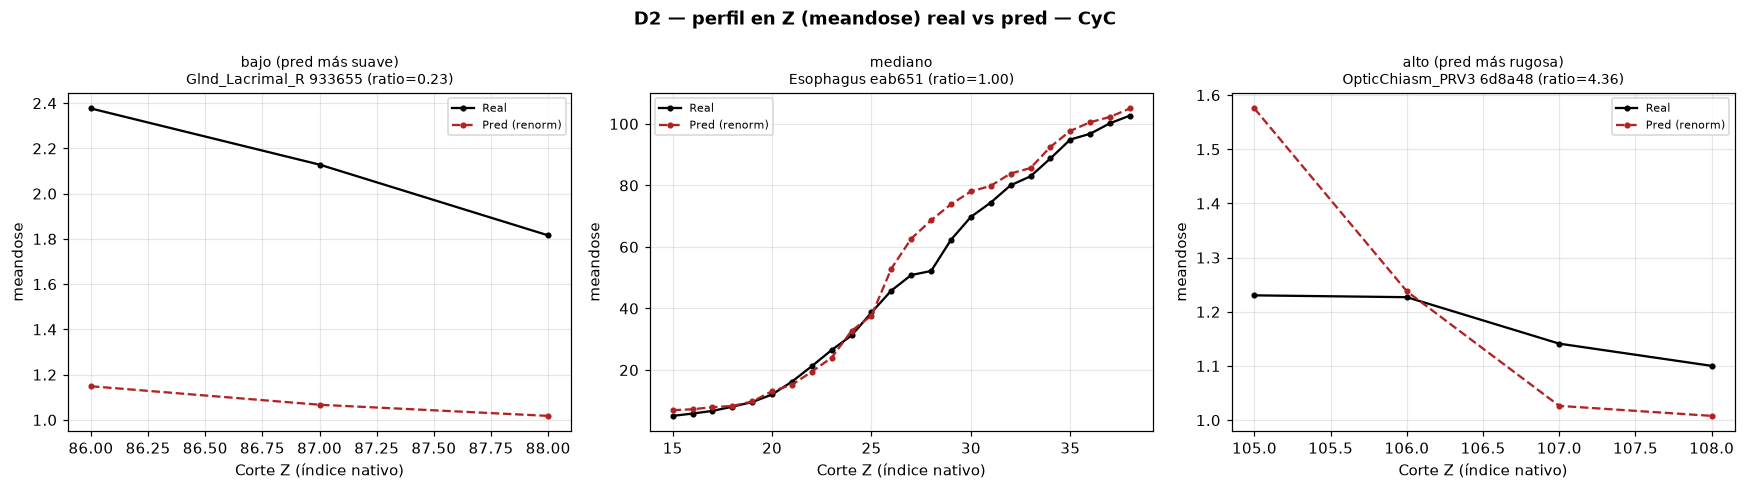 D2 — perfil en Z (meandose) real vs pred — CyC
bajo (pred más suave)
Glnd_Lacrimal_R 933655 (ratio=0.23)
2.4
2.2
2.0
1.8
1.6
1.4
1.2
1.0
meandose
Real
Pred (renorm)
86.00 86.25 86.50 86.75 87.00 87.25 87.50 87.75 88.00
Corte Z (índice nativo)
mediano
Esophagus eab651 (ratio=1.00)
100
80
60
40
20
meandose
Real
Pred (renorm)
15 20 25 30 35
Corte Z (índice nativo)
alto (pred más rugosa)
OpticChiasm_PRV3 6d8a48 (ratio=4.36)
1.6
1.5
1.4
1.3
1.2
1.1
1.0
meandose
Real
Pred (renorm)
105.0 105.5 106.0 106.5 107.0 107.5 108.0
Corte Z (índice nativo)